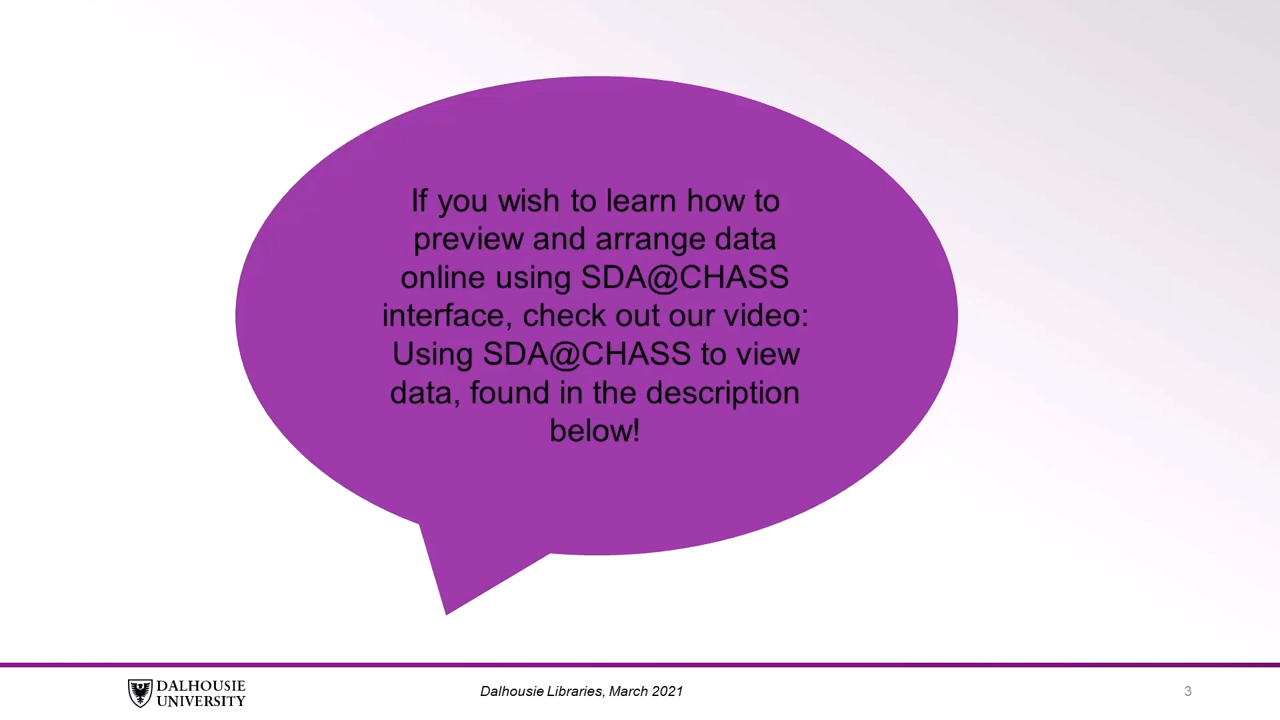 If you wish to learn how to
preview and arrange data
online using SDA@CHASS
interface, check out our video:
Using SDA@CHASS to view
data, found in the description
below!
DALHOUSIE
UNIVERSITY
Dalhousie Libraries, March 2021
3